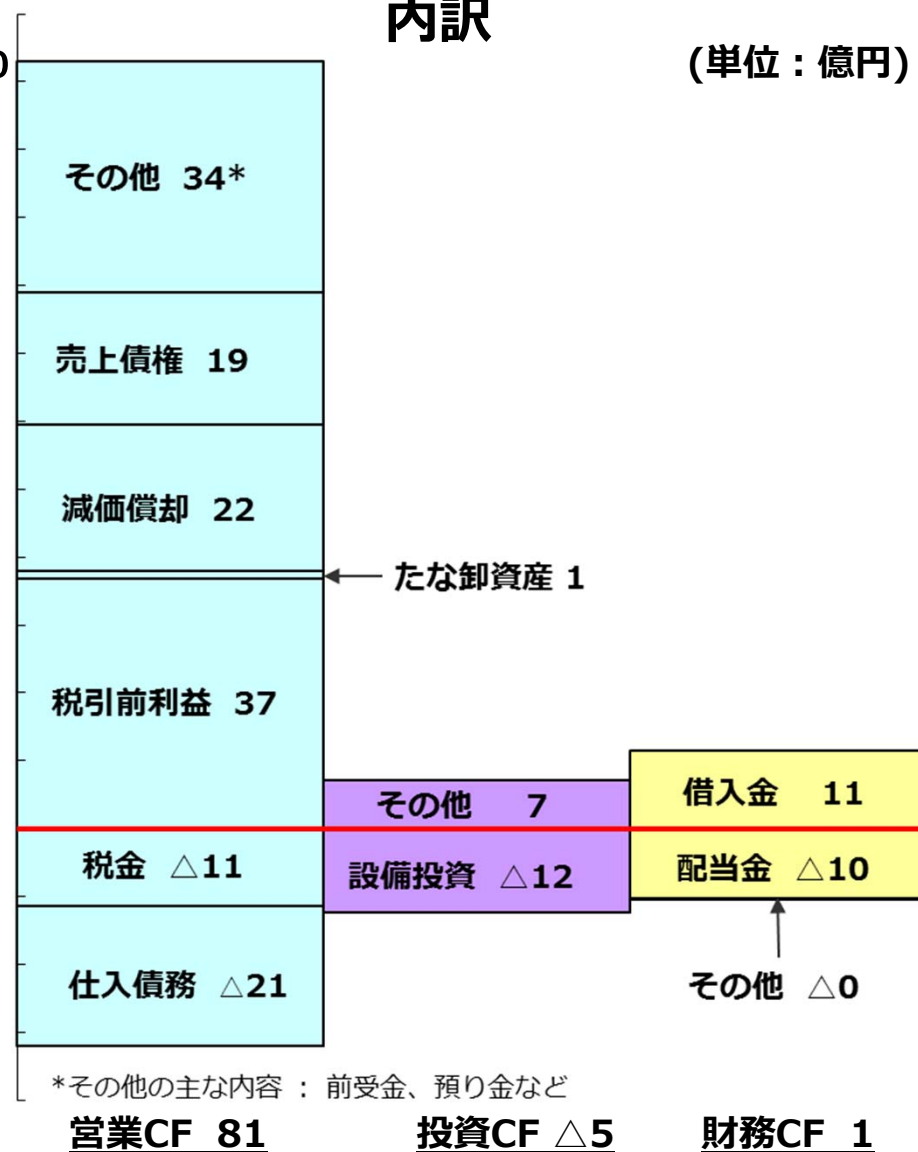 内訳
(単位：億円)
0
その他 34*
売上債権 19
減価償却 22
たな卸資産 1
税引前利益 37
その他 7
借入金 11
税金 △11
設備投資 △12
配当金 △10
仕入債務 △21
その他 △0
*その他の主な内容 ： 前受金、預り金など
営業CF 81
投資CF △5
財務CF 1